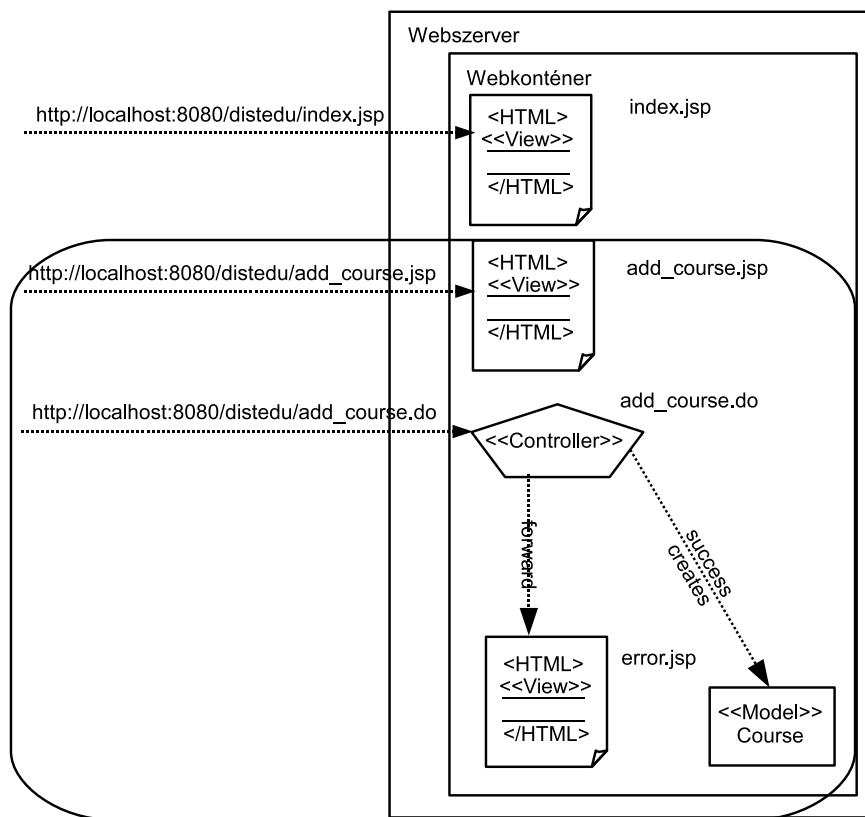 Webszerver
Webkonténer
http://localhost:8080/distedu/index.jsp
<HTML>
<<View>>
</HTML>
index.jsp
http://localhost:8080/distedu/add_course.jsp
<HTML>
<<View>>
</HTML>
add_course.jsp
http://localhost:8080/distedu/add_course.do
<<Controller>>
add_course.do
forward
success
creates
<HTML>
<<View>>
</HTML>
error.jsp
<<Model>>
Course